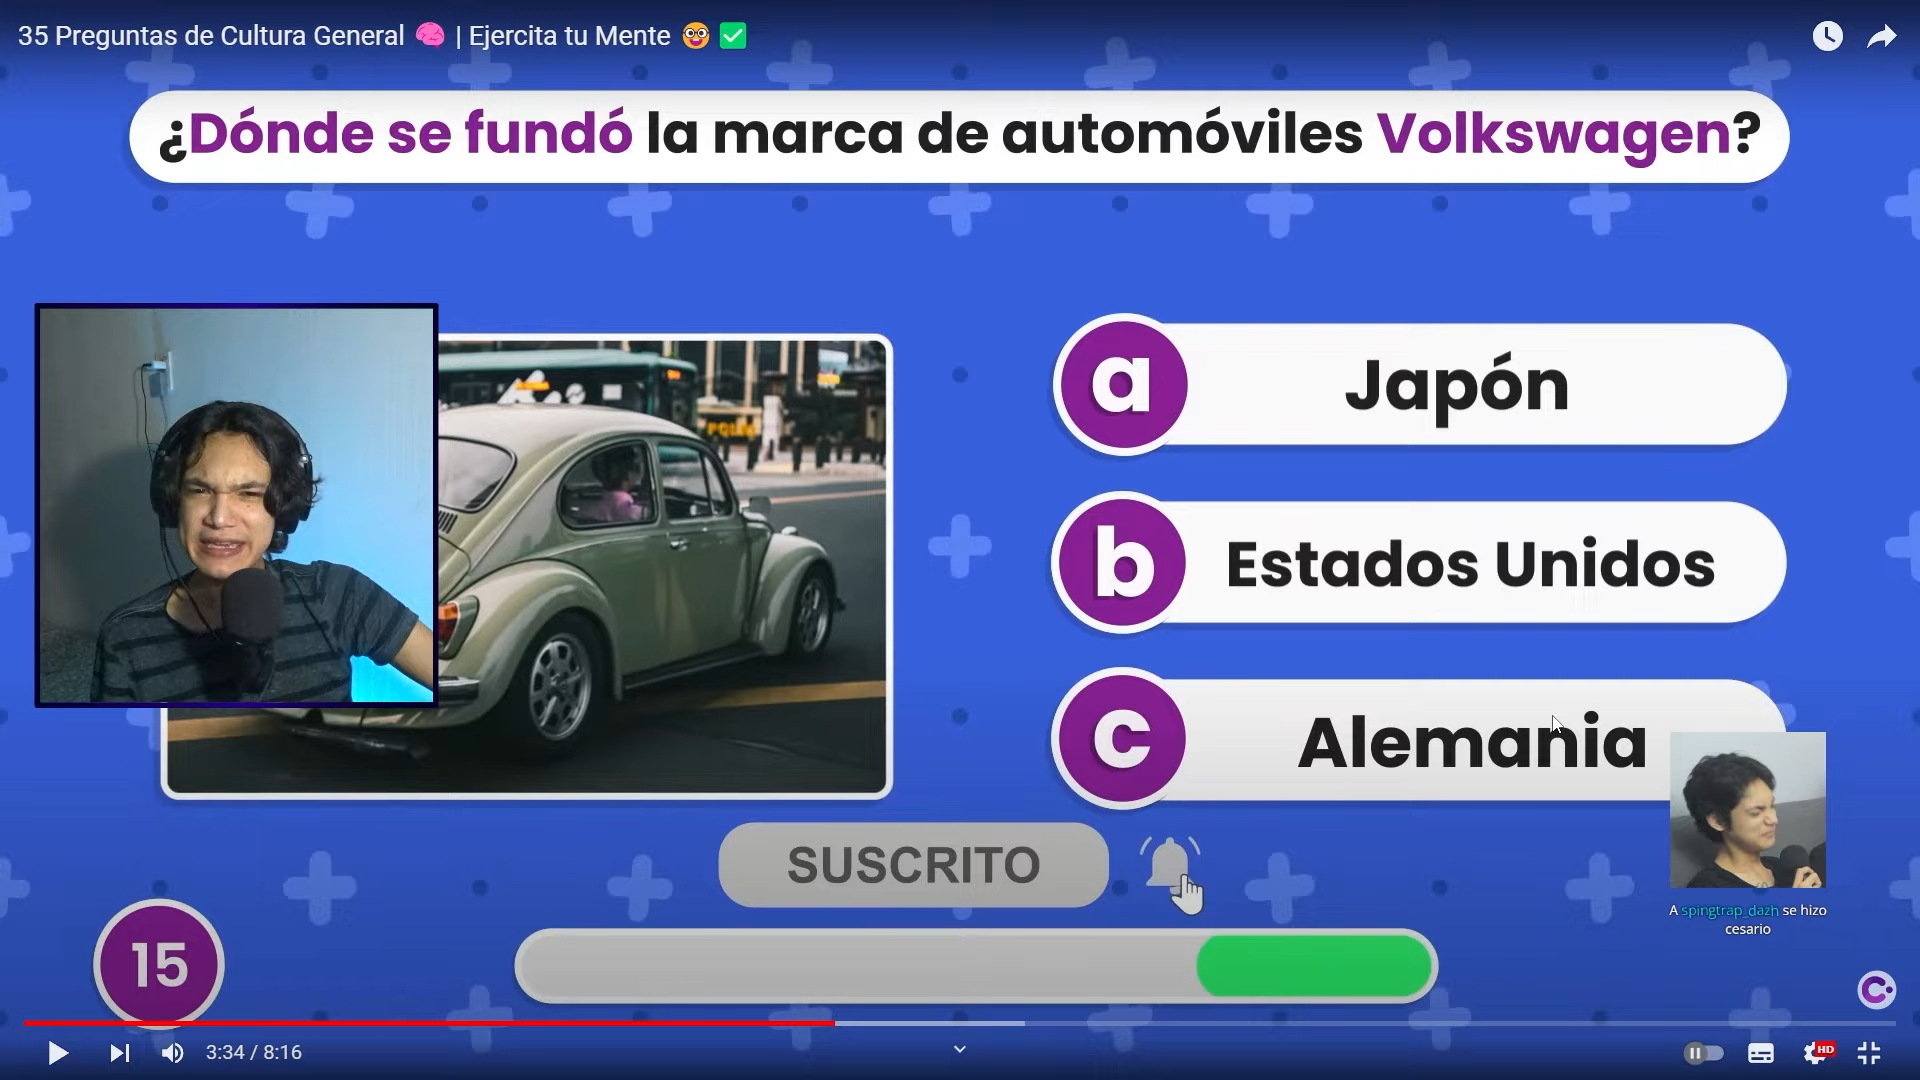 35 Preguntas de Cultura General 🧠 | Ejercita tu Mente 🤓 ✅
¿Dónde se fundó la marca de automóviles Volkswagen?
a Japón
b Estados Unidos
c Alemania
SUSCRITO
A spingtrap_dazh se hizo
cesario
15
3:34 / 8:16
HD